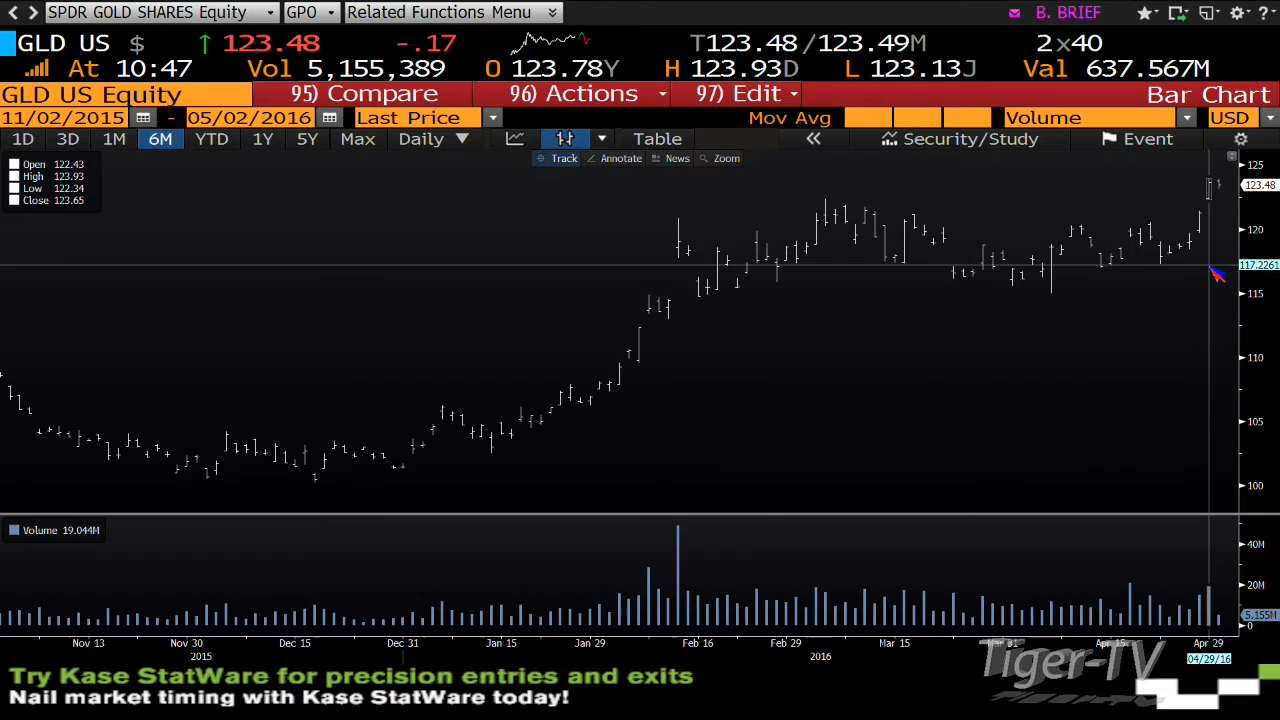 SPDR GOLD SHARES Equity GPO Related Functions Menu B. BRIEF ?
GLD US $ ↑ 123.48 -.17 T123.48/123.49M 2x40
At 10:47 Vol 5,155,389 O 123.78Y H 123.93D L 123.13J Val 637.567M
GLD US Equity 95) Compare 96) Actions 97) Edit Bar Chart
11/02/2015 - 05/02/2016 Last Price Mov Avg Volume USD
1D 3D 1M 6M YTD 1Y 5Y Max Daily Table Security/Study Event
Track Annotate News Zoom
Open 122.43
High 123.93
Low 122.34
Close 123.65
125
123.48
120
117.2261
115
110
105
100
Volume 19.044M
40M
20M
5.155M
0
Nov 13 Nov 30 Dec 15 Dec 31 Jan 15 Jan 29 Feb 16 Feb 29 Mar 15 Mar 31 Apr 15 Apr 29
2015 2016 04/29/16
Try Kase StatWare for precision entries and exits
Nail market timing with Kase StatWare today!
Tiger-TV